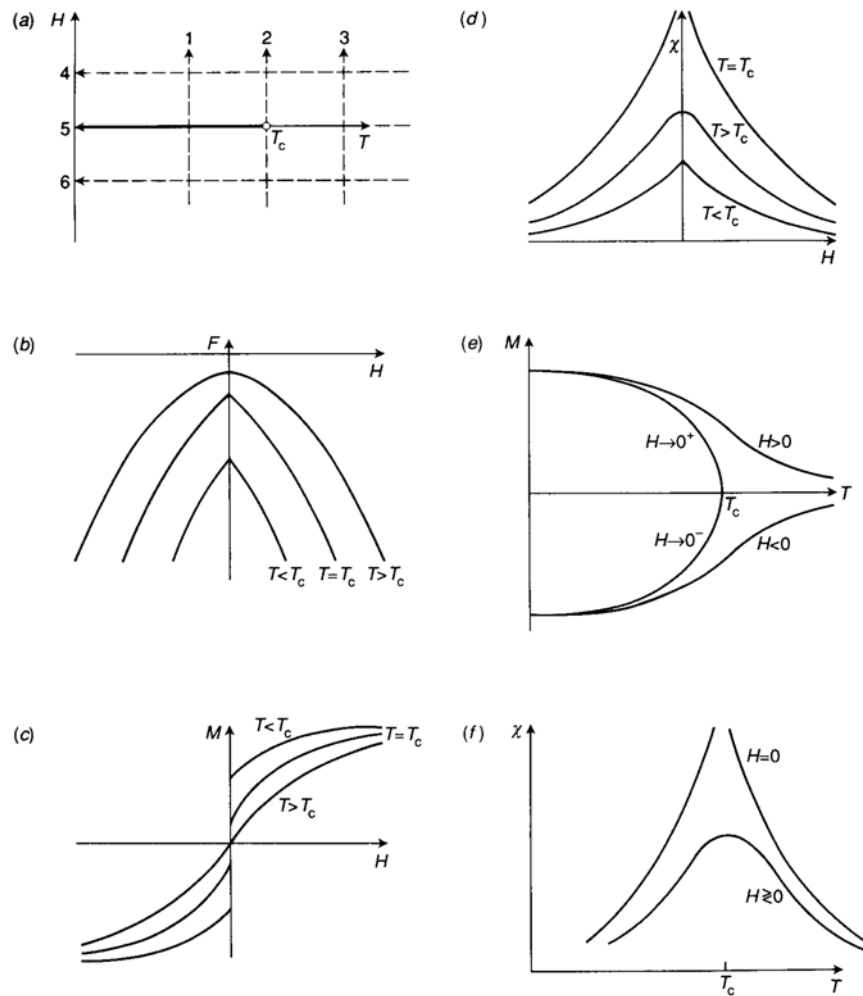 (a)
H
1 2 3
4
5
T_c T
6
(b)
F
H
T<T_c T=T_c T>T_c
(c)
M
T<T_c
T=T_c
T>T_c
H
(d)
χ
T=T_c
T>T_c
T<T_c
H
(e)
M
H→0⁺
H>0
T_c
T
H→0⁻
H<0
(f)
χ
H=0
H≷0
T_c
T